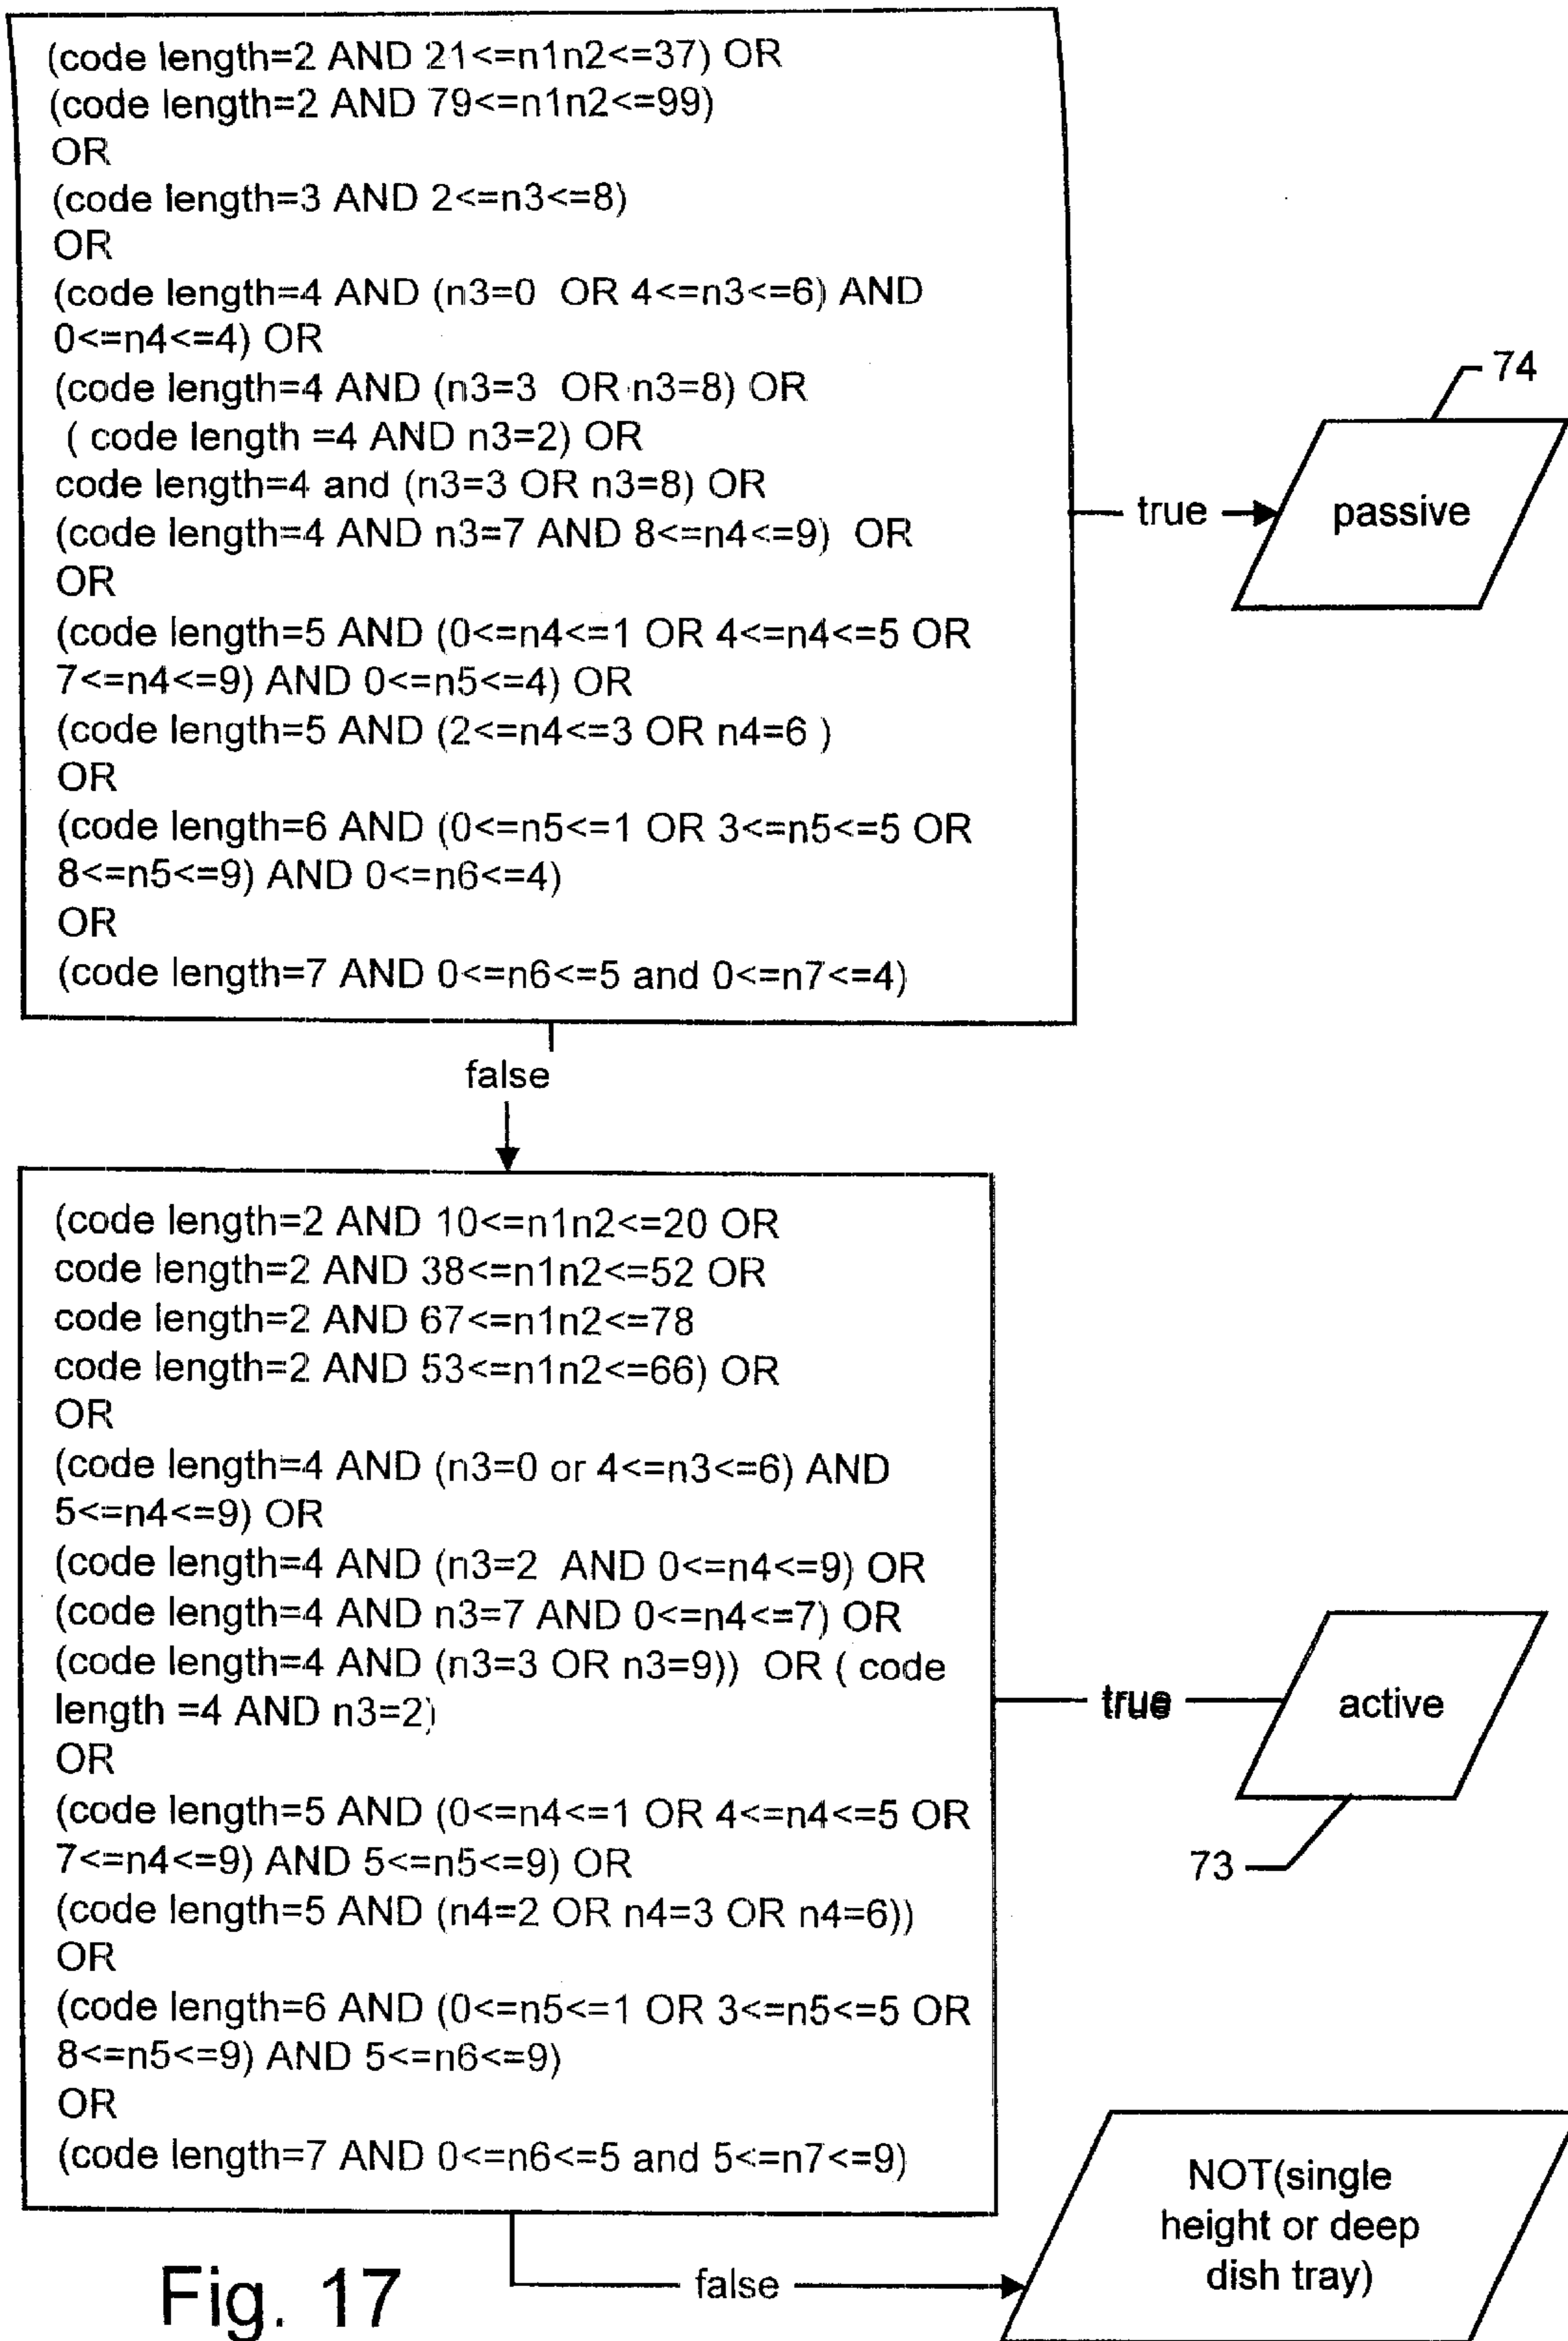 (code length=2 AND 21<=n1n2<=37) OR
(code length=2 AND 79<=n1n2<=99)
OR
(code length=3 AND 2<=n3<=8)
OR
(code length=4 AND (n3=0 OR 4<=n3<=6) AND
0<=n4<=4) OR
(code length=4 AND (n3=3 OR n3=8) OR
( code length =4 AND n3=2) OR
code length=4 and (n3=3 OR n3=8) OR
(code length=4 AND n3=7 AND 8<=n4<=9) OR
OR
(code length=5 AND (0<=n4<=1 OR 4<=n4<=5 OR
7<=n4<=9) AND 0<=n5<=4) OR
(code length=5 AND (2<=n4<=3 OR n4=6 )
OR
(code length=6 AND (0<=n5<=1 OR 3<=n5<=5 OR
8<=n5<=9) AND 0<=n6<=4)
OR
(code length=7 AND 0<=n6<=5 and 0<=n7<=4)
true
74
passive
false
(code length=2 AND 10<=n1n2<=20 OR
code length=2 AND 38<=n1n2<=52 OR
code length=2 AND 67<=n1n2<=78
code length=2 AND 53<=n1n2<=66) OR
OR
(code length=4 AND (n3=0 or 4<=n3<=6) AND
5<=n4<=9) OR
(code length=4 AND (n3=2 AND 0<=n4<=9) OR
(code length=4 AND n3=7 AND 0<=n4<=7) OR
(code length=4 AND (n3=3 OR n3=9)) OR ( code
length =4 AND n3=2)
OR
(code length=5 AND (0<=n4<=1 OR 4<=n4<=5 OR
7<=n4<=9) AND 5<=n5<=9) OR
(code length=5 AND (n4=2 OR n4=3 OR n4=6))
OR
(code length=6 AND (0<=n5<=1 OR 3<=n5<=5 OR
8<=n5<=9) AND 5<=n6<=9)
OR
(code length=7 AND 0<=n6<=5 and 5<=n7<=9)
true
active
73
false
NOT(single
height or deep
dish tray)
Fig. 17